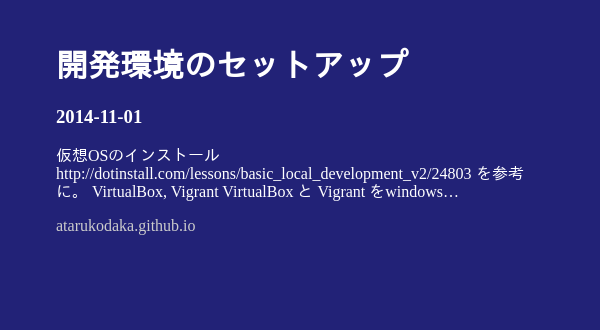 開発環境のセットアップ
2014-11-01
仮想OSのインストール
http://dotinstall.com/lessons/basic_local_development_v2/24803 を参考
に。 VirtualBox, Vigrant VirtualBox と Vigrant をwindows…
atarukodaka.github.io